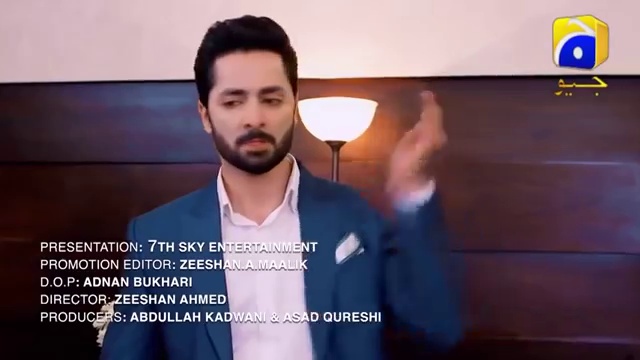 جیو
PRESENTATION: 7TH SKY ENTERTAINMENT
PROMOTION EDITOR: ZEESHAN.A.MAALIK
D.O.P: ADNAN BUKHARI
DIRECTOR: ZEESHAN AHMED
PRODUCERS: ABDULLAH KADWANI & ASAD QURESHI